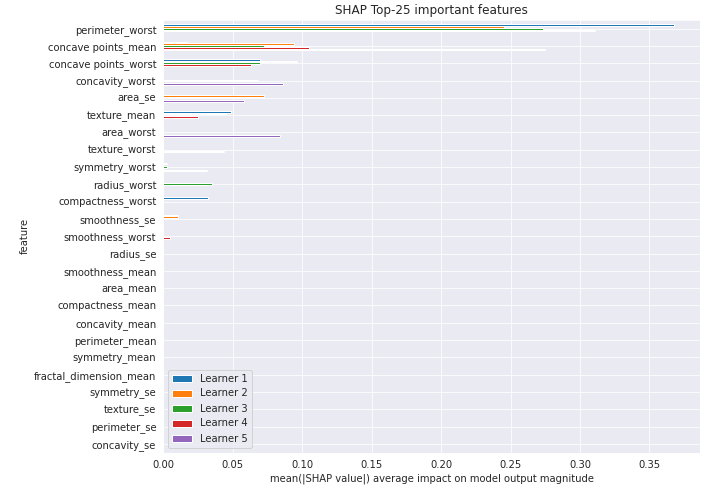 SHAP Top-25 important features
perimeter_worst
concave points_mean
concave points_worst
concavity_worst
area_se
texture_mean
area_worst
texture_worst
symmetry_worst
radius_worst
compactness_worst
smoothness_se
smoothness_worst
radius_se
smoothness_mean
area_mean
compactness_mean
concavity_mean
perimeter_mean
symmetry_mean
fractal_dimension_mean
symmetry_se
texture_se
perimeter_se
concavity_se
feature
Learner 1
Learner 2
Learner 3
Learner 4
Learner 5
0.00 0.05 0.10 0.15 0.20 0.25 0.30 0.35
mean(|SHAP value|) average impact on model output magnitude